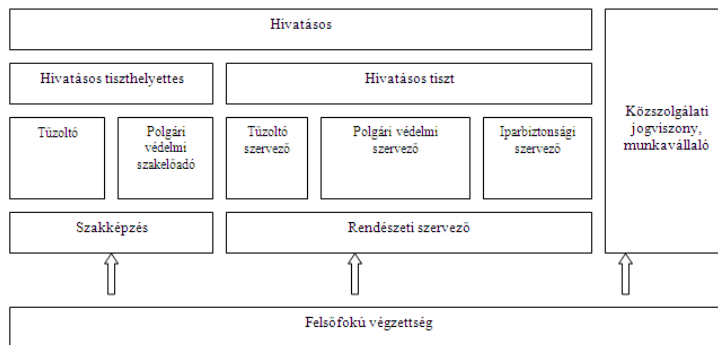 Hivatásos
Hivatásos tiszthelyettes
Hivatásos tiszt
Közszolgálati
jogviszony,
munkavállaló
Tűzoltó
Polgári
védelmi
szakelőadó
Tűzoltó
szervező
Polgári védelmi
szervező
Iparbiztonsági
szervező
Szakképzés
Rendészeti szervező
Felsőfokú végzettség